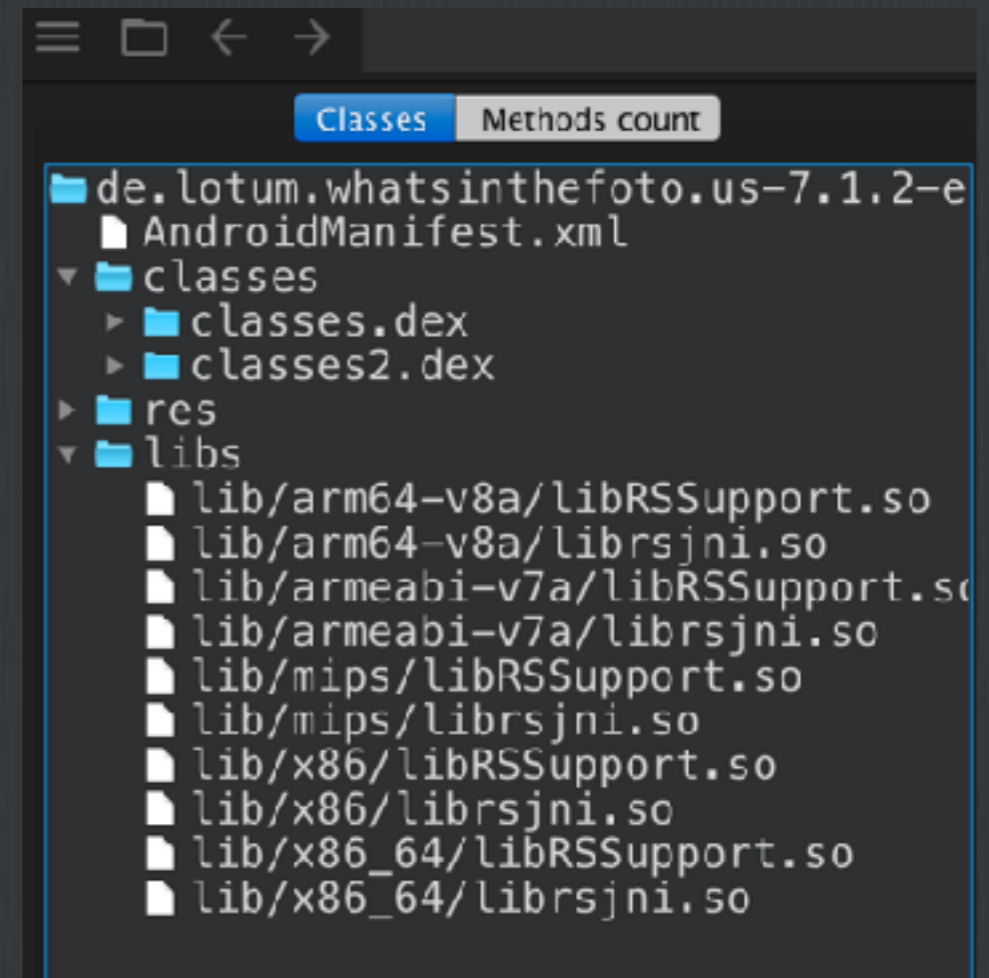 Classes Methods count
de.lotum.whatsinthefoto.us-7.1.2-e
AndroidManifest.xml
classes
classes.dex
classes2.dex
res
libs
lib/arm64-v8a/libRSSupport.so
lib/arm64-v8a/librsjni.so
lib/armeabi-v7a/libRSSupport.so
lib/armeabi-v7a/librsjni.so
lib/mips/libRSSupport.so
lib/mips/librsjni.so
lib/x86/libRSSupport.so
lib/x86/librsjni.so
lib/x86_64/libRSSupport.so
lib/x86_64/librsjni.so